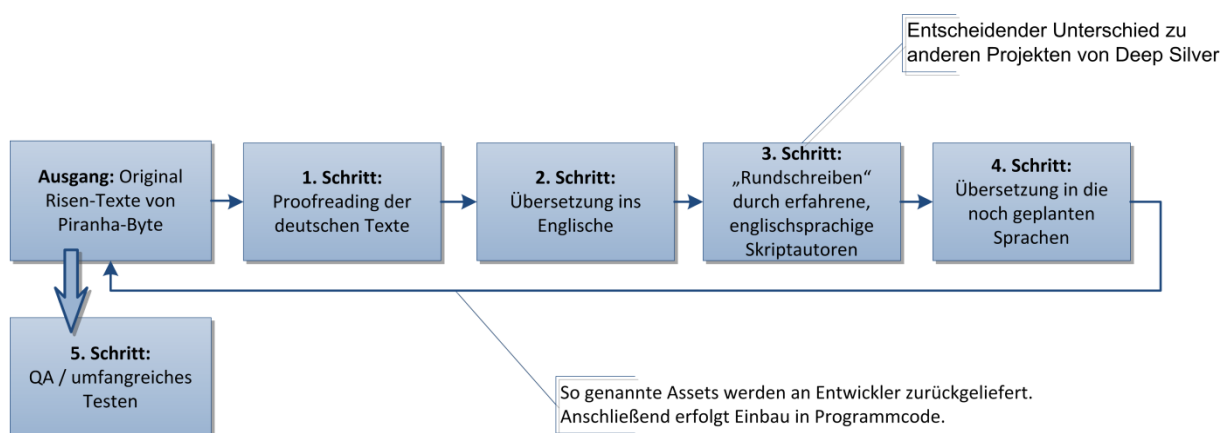 Entscheidender Unterschied zu
anderen Projekten von Deep Silver
Ausgang: Original
Risen-Texte von
Piranha-Byte
1. Schritt:
Proofreading der
deutschen Texte
2. Schritt:
Übersetzung ins
Englische
3. Schritt:
„Rundschreiben“
durch erfahrene,
englischsprachige
Skriptautoren
4. Schritt:
Übersetzung in die
noch geplanten
Sprachen
5. Schritt:
QA / umfangreiches
Testen
So genannte Assets werden an Entwickler zurückgeliefert.
Anschließend erfolgt Einbau in Programmcode.